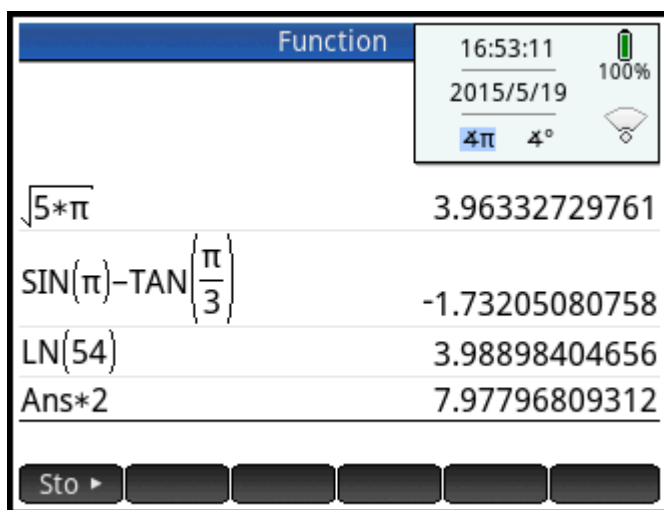 Function
16:53:11
100%
2015/5/19
∡π ∡°
√5*π 3.96332729761
SIN(π)-TAN(π/3) -1.73205080758
LN(54) 3.98898404656
Ans*2 7.97796809312
Sto ►